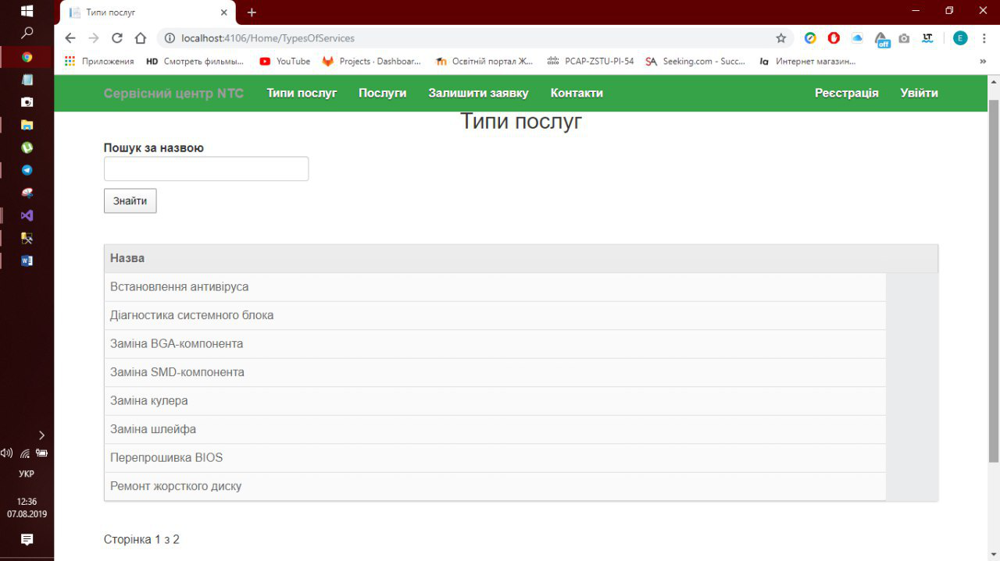 Типи послуг
localhost:4106/Home/TypesOfServices
off
E
Приложения
HD Смотреть фильмы...
YouTube
Projects · Dashboar...
Освітній портал Ж...
PCAP-ZSTU-PI-54
SA Seeking.com - Succ...
Интернет магазин...
Сервісний центр NTC
Типи послуг
Послуги
Залишити заявку
Контакти
Реєстрація
Увійти
Типи послуг
Пошук за назвою
Знайти
Назва
Встановлення антивіруса
Діагностика системного блока
Заміна BGA-компонента
Заміна SMD-компонента
Заміна кулера
Заміна шлейфа
Перепрошивка BIOS
Ремонт жорсткого диску
Сторінка 1 з 2
УКР
12:36
07.08.2019